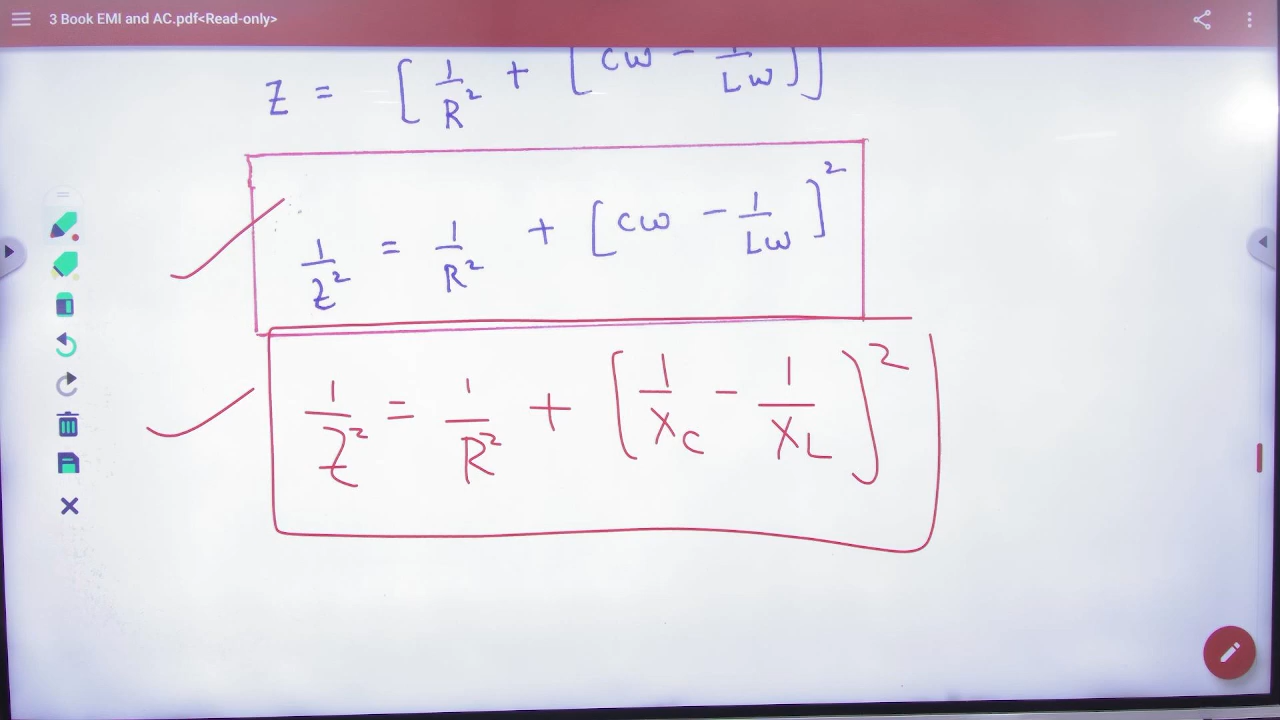 3 Book EMI and AC.pdf<Read-only>
Z = [ 1/R² + [ Cω - 1/Lω ) ]
1/Z² = 1/R² + [ Cω - 1/Lω ]²
1/Z² = 1/R² + ( 1/X_C - 1/X_L )²